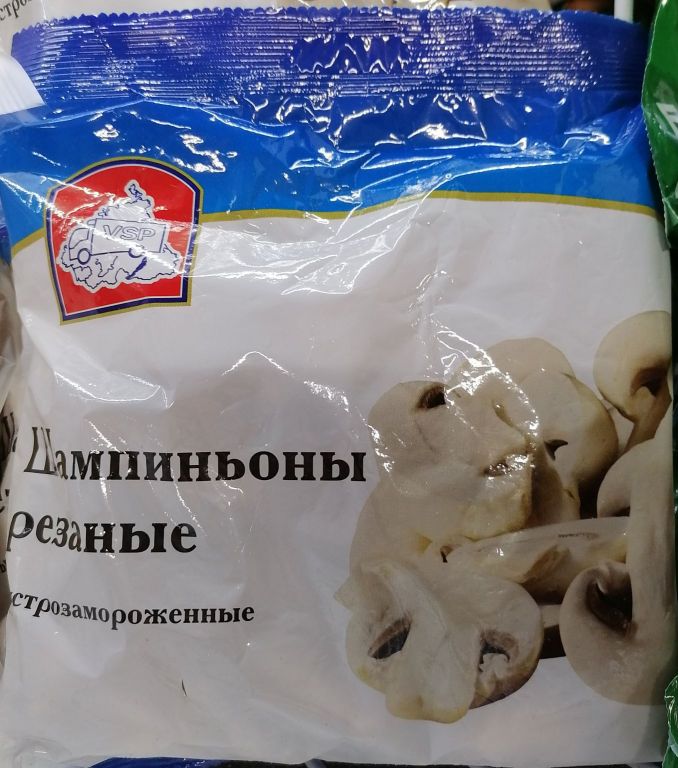 VSP
Шампиньоны
резаные
строзамороженные